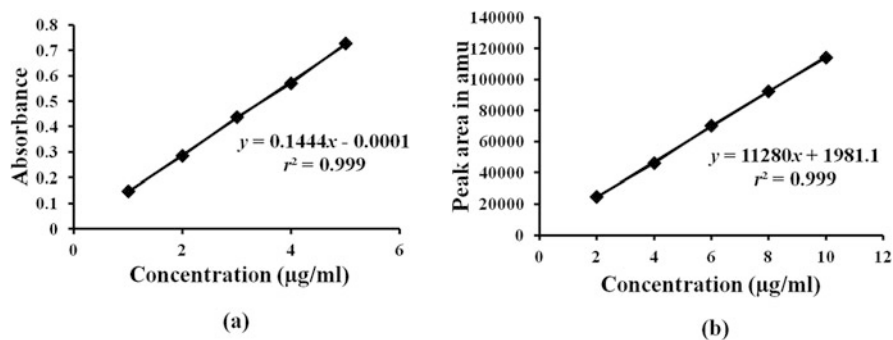 0.8
0.7
0.6
0.5
0.4
0.3
0.2
0.1
0
Absorbance
y = 0.1444x - 0.0001
r² = 0.999
0 2 4 6
Concentration (µg/ml)
(a)
140000
120000
100000
80000
60000
40000
20000
0
Peak area in amu
y = 11280x + 1981.1
r² = 0.999
0 2 4 6 8 10 12
Concentration (µg/ml)
(b)